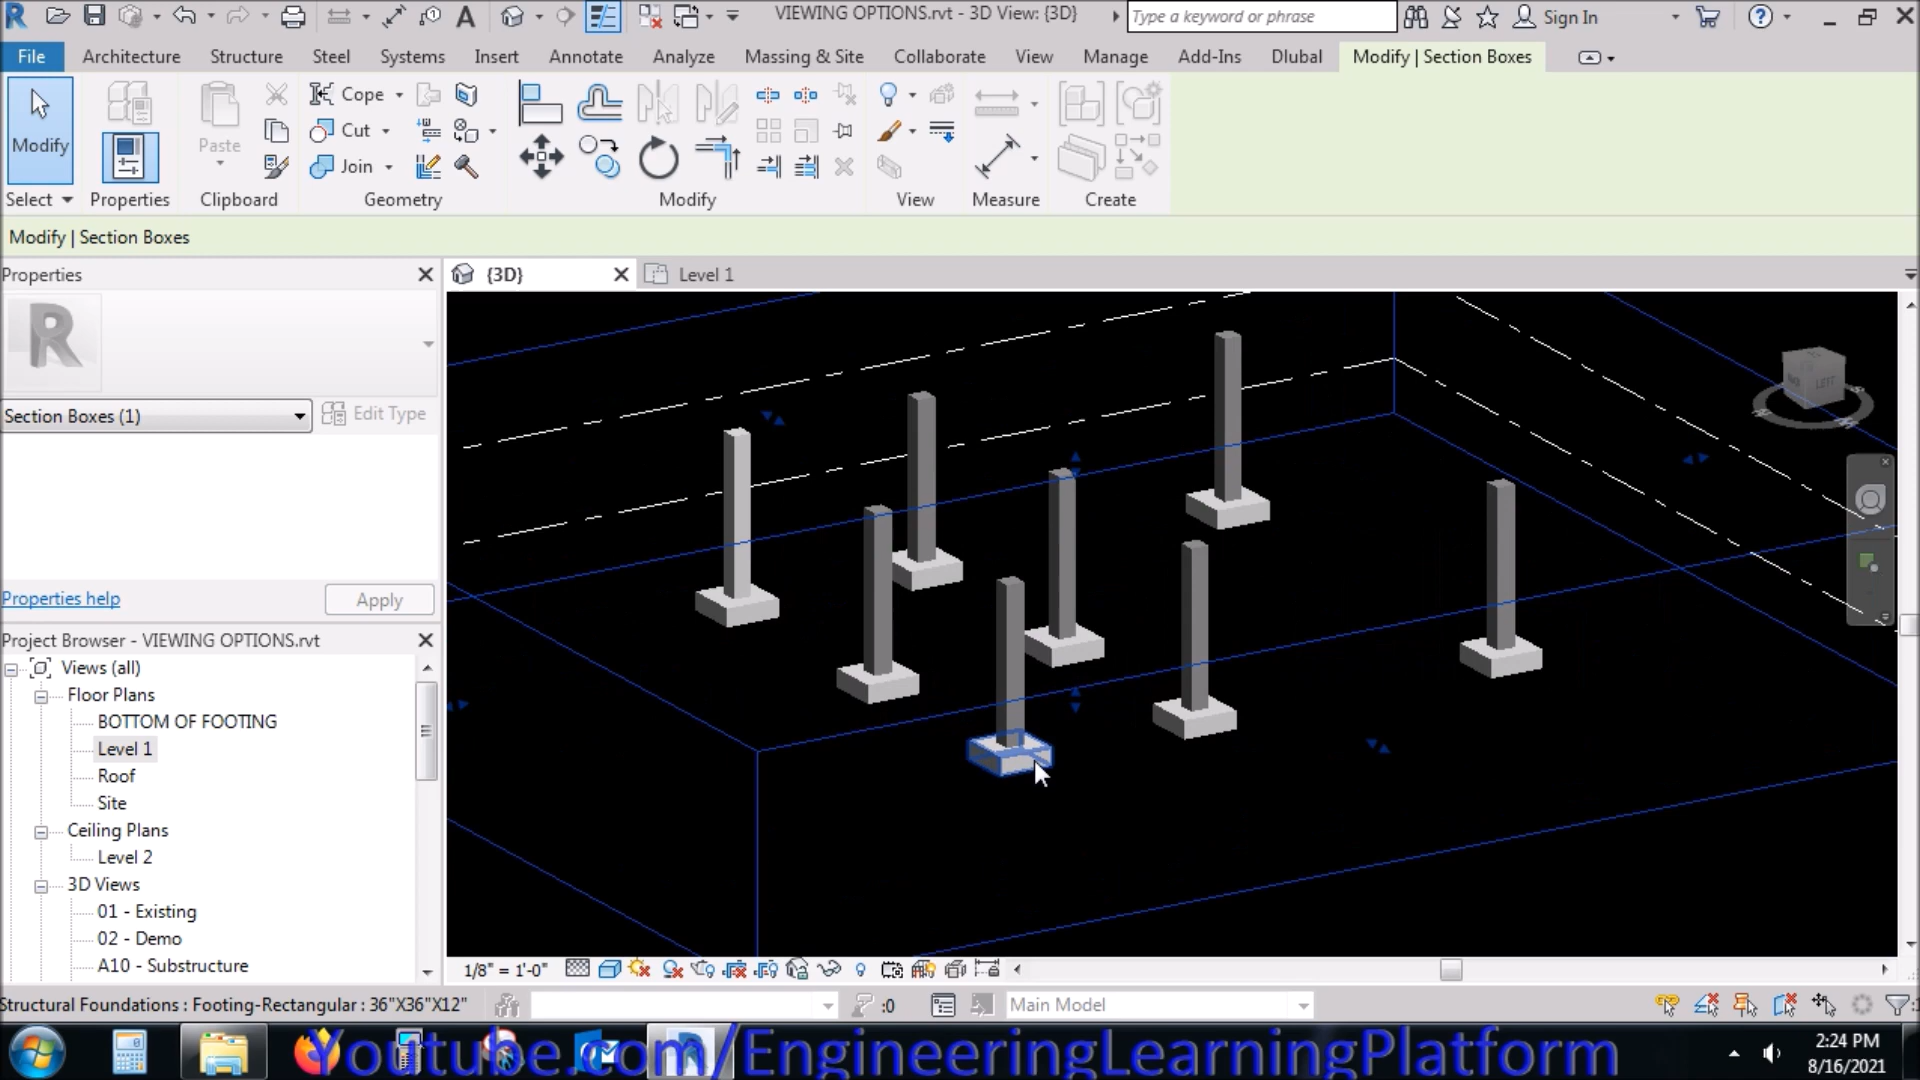 VIEWING OPTIONS.rvt - 3D View: {3D}
Type a keyword or phrase
Sign In
File Architecture Structure Steel Systems Insert Annotate Analyze Massing & Site Collaborate View Manage Add-Ins Dlubal Modify | Section Boxes
Modify
Paste
Cope
Cut
Join
Select Properties Clipboard Geometry Modify View Measure Create
Modify | Section Boxes
Properties
{3D}
Level 1
R
Section Boxes (1)
Edit Type
LEFT
Properties help
Apply
Project Browser - VIEWING OPTIONS.rvt
Views (all)
Floor Plans
BOTTOM OF FOOTING
Level 1
Roof
Site
Ceiling Plans
Level 2
3D Views
01 - Existing
02 - Demo
A10 - Substructure
1/8" = 1'-0"
Structural Foundations : Footing-Rectangular : 36"X36"X12"
:0
Main Model
Youtube.com/EngineeringLearningPlatform
2:24 PM
8/16/2021